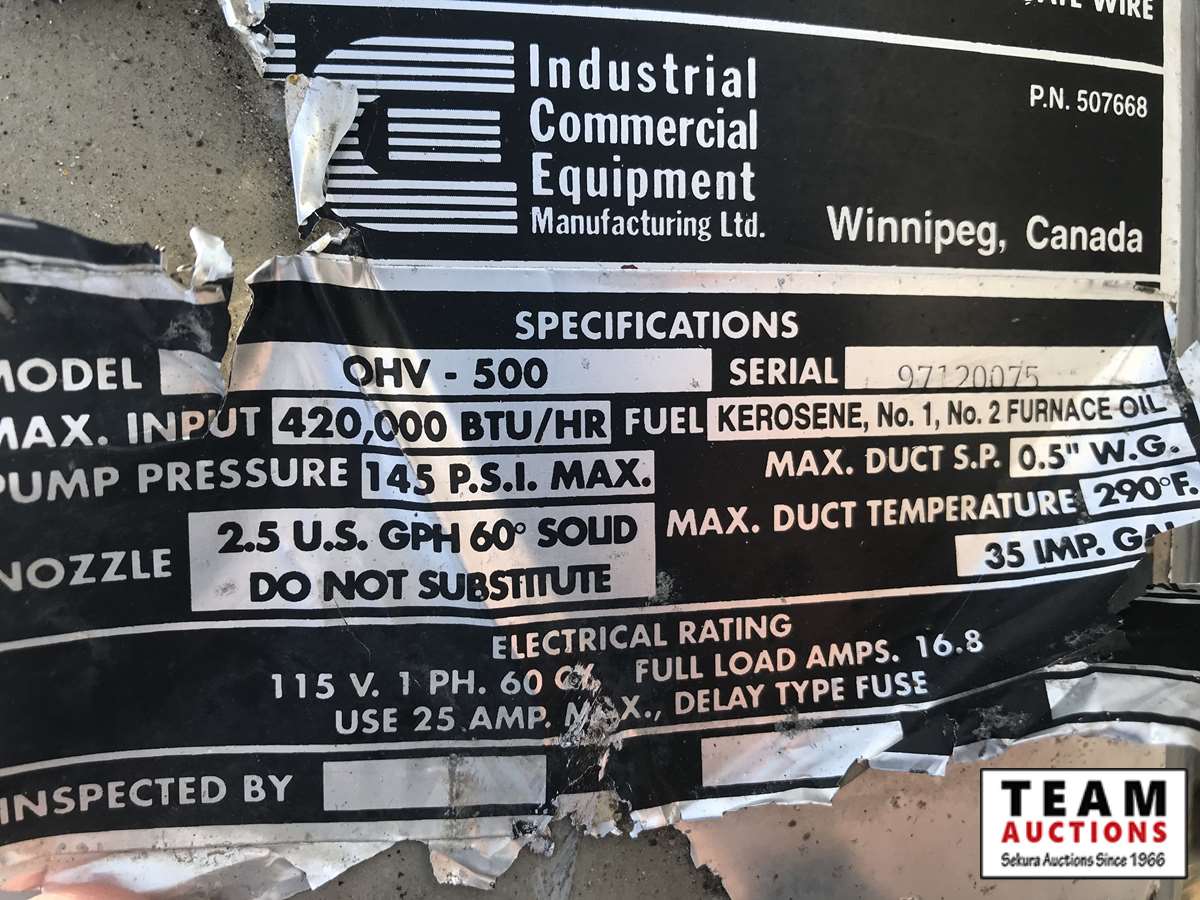 WIRE
Industrial
Commercial
Equipment
Manufacturing Ltd.
P.N. 507668
Winnipeg, Canada
SPECIFICATIONS
MODEL OHV - 500 SERIAL 97120075
MAX. INPUT 420,000 BTU/HR FUEL KEROSENE, No. 1, No. 2 FURNACE OIL
PUMP PRESSURE 145 P.S.I. MAX. MAX. DUCT S.P. 0.5" W.G.
NOZZLE 2.5 U.S. GPH 60° SOLID MAX. DUCT TEMPERATURE 290°F.
DO NOT SUBSTITUTE 35 IMP. GA
ELECTRICAL RATING
115 V. 1 PH. 60 CY. FULL LOAD AMPS. 16.8
USE 25 AMP. MAX., DELAY TYPE FUSE
INSPECTED BY
TEAM
AUCTIONS
Sekura Auctions Since 1966